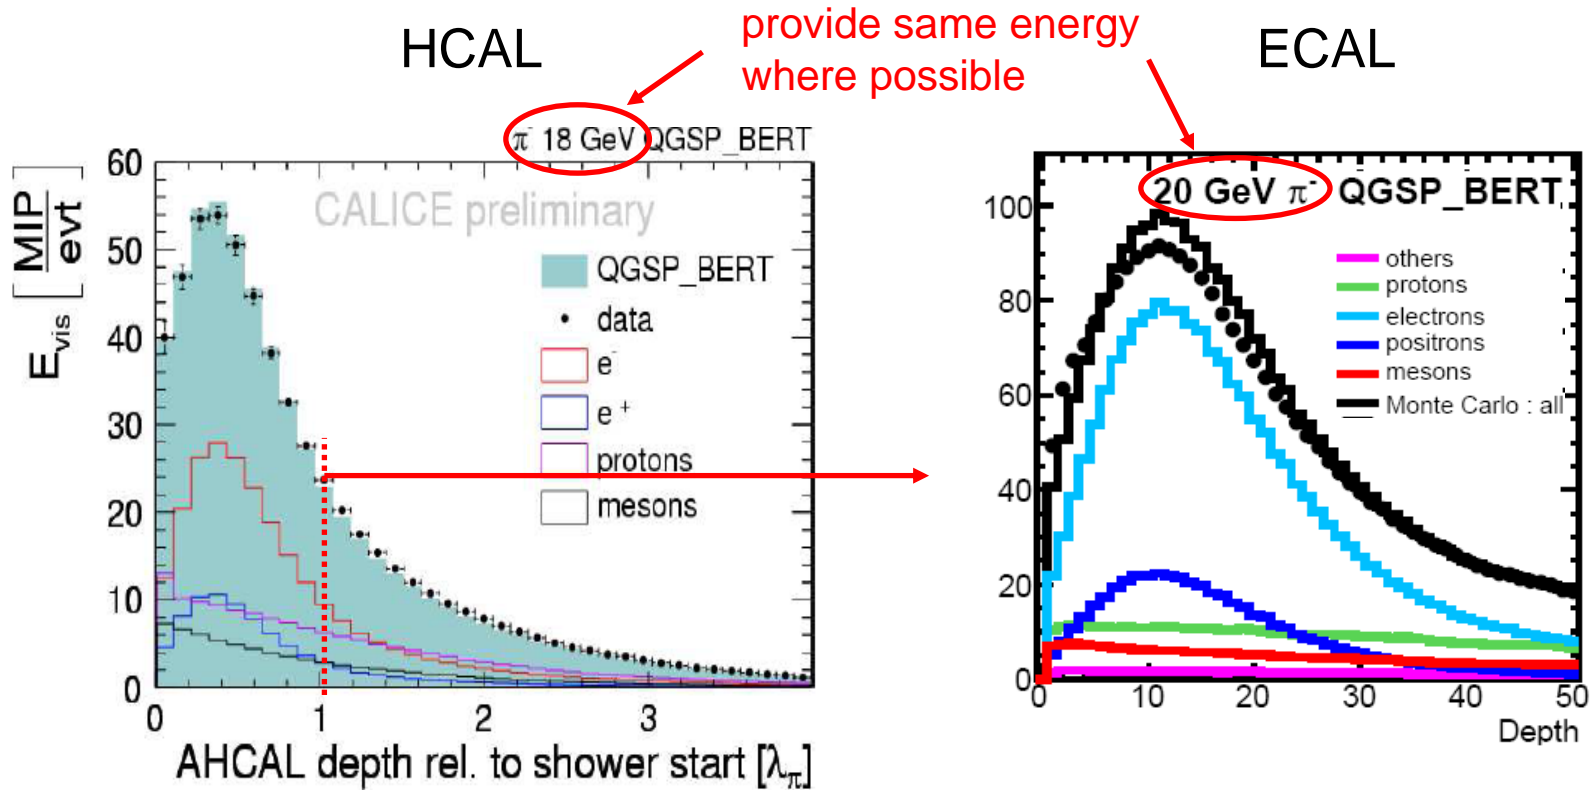 HCAL
provide same energy
where possible
ECAL
π⁻ 18 GeV QGSP_BERT
CALICE preliminary
QGSP_BERT
data
e⁻
e⁺
protons
mesons
E_vis [MIP/evt]
60
50
40
30
20
10
0
0 1 2 3
AHCAL depth rel. to shower start [λ_π]
20 GeV π⁻ QGSP_BERT
others
protons
electrons
positrons
mesons
Monte Carlo : all
100
80
60
40
20
0
0 10 20 30 40 50
Depth